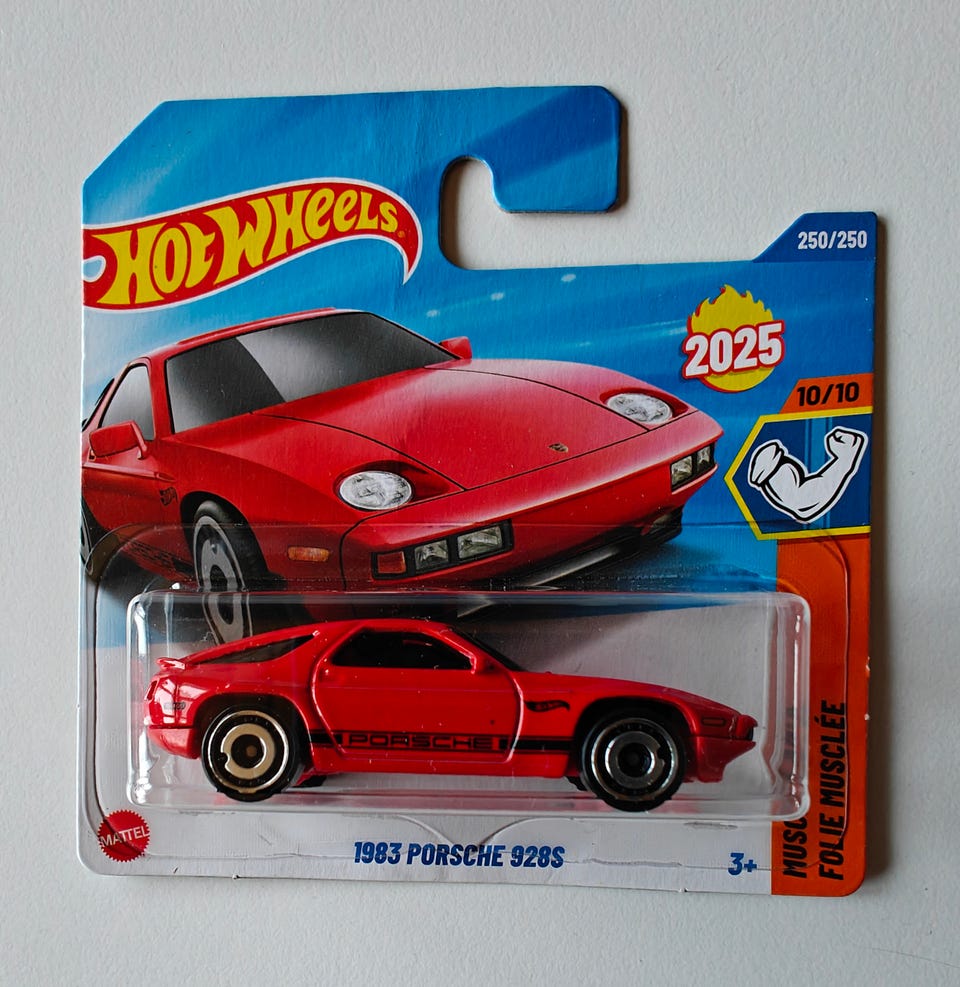 HOT WHEELS
250/250
2025
10/10
PORSCHE
MATTEL
1983 PORSCHE 928S
3+
FOLIE MUSCLÉE